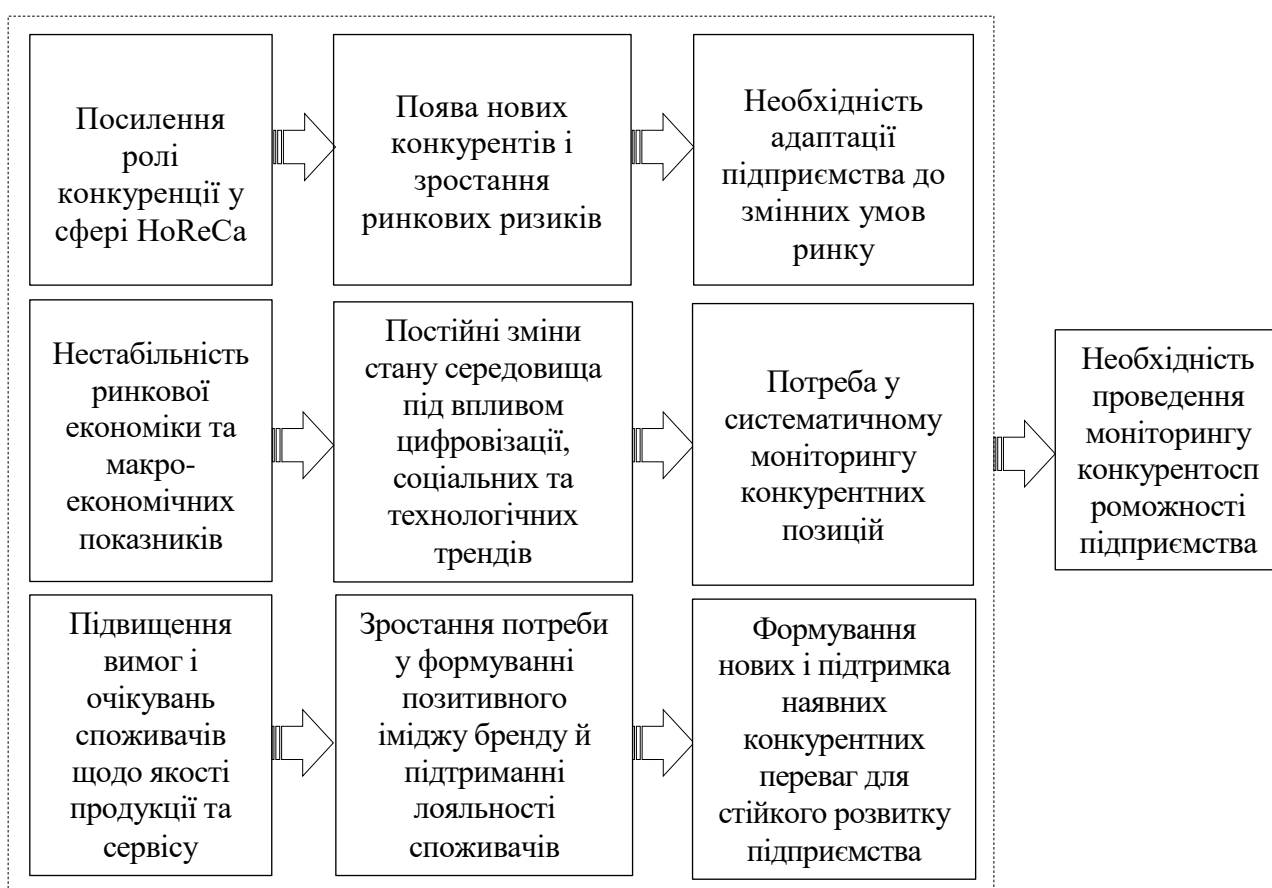 Посилення
ролі
конкуренції у
сфері HoReCa
Поява нових
конкурентів і
зростання
ринкових ризиків
Необхідність
адаптації
підприємства до
змінних умов
ринку
Нестабільність
ринкової
економіки та
макро-
економічних
показників
Постійні зміни
стану середовища
під впливом
цифровізації,
соціальних та
технологічних
трендів
Потреба у
систематичному
моніторингу
конкурентних
позицій
Необхідність
проведення
моніторингу
конкурентосп
роможності
підприємства
Підвищення
вимог і
очікувань
споживачів
щодо якості
продукції та
сервісу
Зростання потреби
у формуванні
позитивного
іміджу бренду й
підтриманні
лояльності
споживачів
Формування
нових і підтримка
наявних
конкурентних
переваг для
стійкого розвитку
підприємства